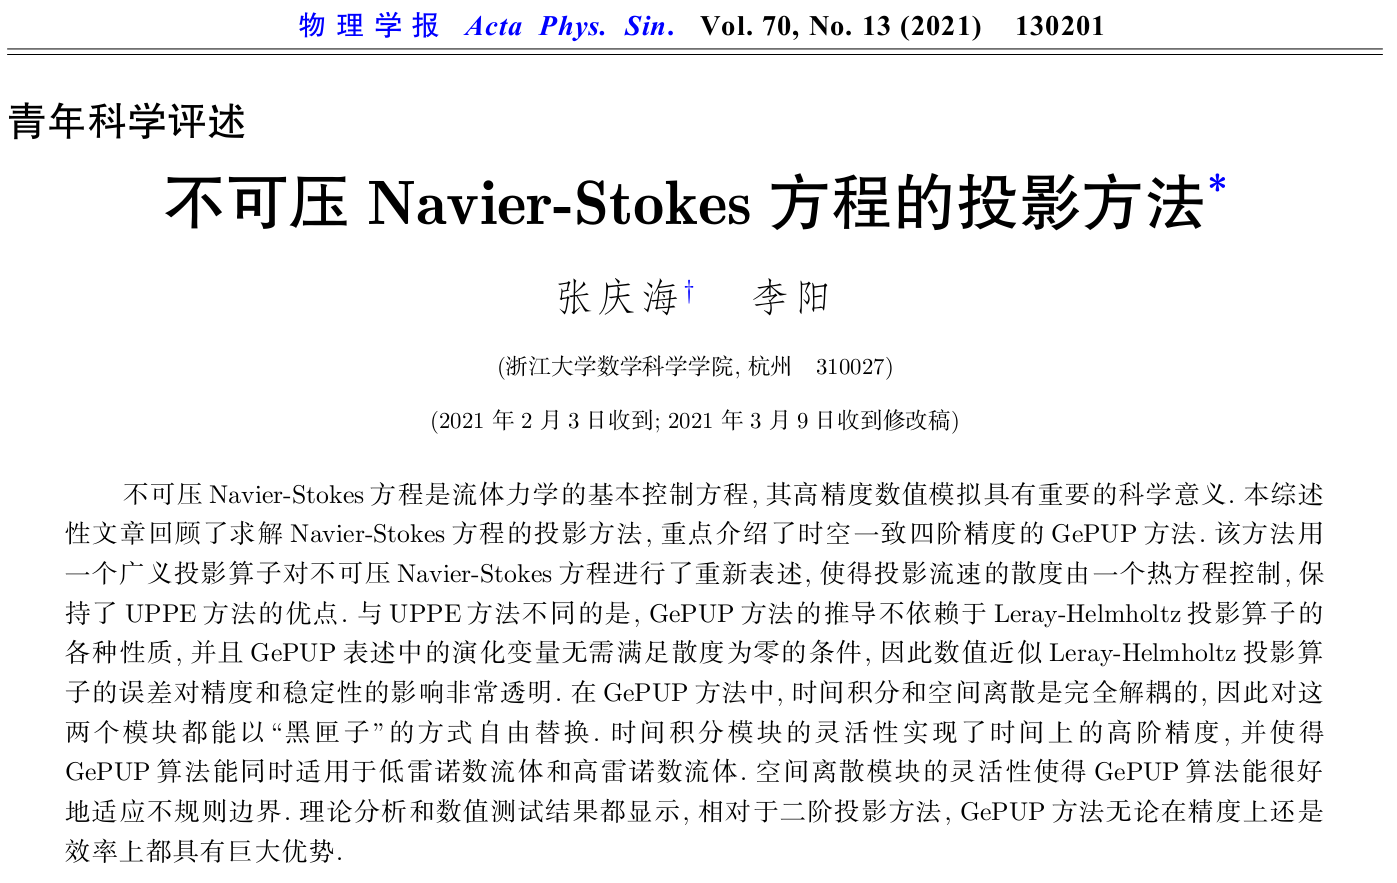 物 理 学 报 Acta Phys. Sin. Vol. 70, No. 13 (2021) 130201
青年科学评述
不可压 Navier-Stokes 方程的投影方法*
张庆海† 李阳
(浙江大学数学科学学院, 杭州 310027)
(2021 年 2 月 3 日收到; 2021 年 3 月 9 日收到修改稿)
不可压 Navier-Stokes 方程是流体力学的基本控制方程, 其高精度数值模拟具有重要的科学意义. 本综述
性文章回顾了求解 Navier-Stokes 方程的投影方法, 重点介绍了时空一致四阶精度的 GePUP 方法. 该方法用
一个广义投影算子对不可压 Navier-Stokes 方程进行了重新表述, 使得投影流速的散度由一个热方程控制, 保
持了 UPPE 方法的优点. 与 UPPE 方法不同的是, GePUP 方法的推导不依赖于 Leray-Helmholtz 投影算子的
各种性质, 并且 GePUP 表述中的演化变量无需满足散度为零的条件, 因此数值近似 Leray-Helmholtz 投影算
子的误差对精度和稳定性的影响非常透明. 在 GePUP 方法中, 时间积分和空间离散是完全解耦的, 因此对这
两个模块都能以 “黑匣子” 的方式自由替换. 时间积分模块的灵活性实现了时间上的高阶精度, 并使得
GePUP 算法能同时适用于低雷诺数流体和高雷诺数流体. 空间离散模块的灵活性使得 GePUP 算法能很好
地适应不规则边界. 理论分析和数值测试结果都显示, 相对于二阶投影方法, GePUP 方法无论在精度上还是
效率上都具有巨大优势.